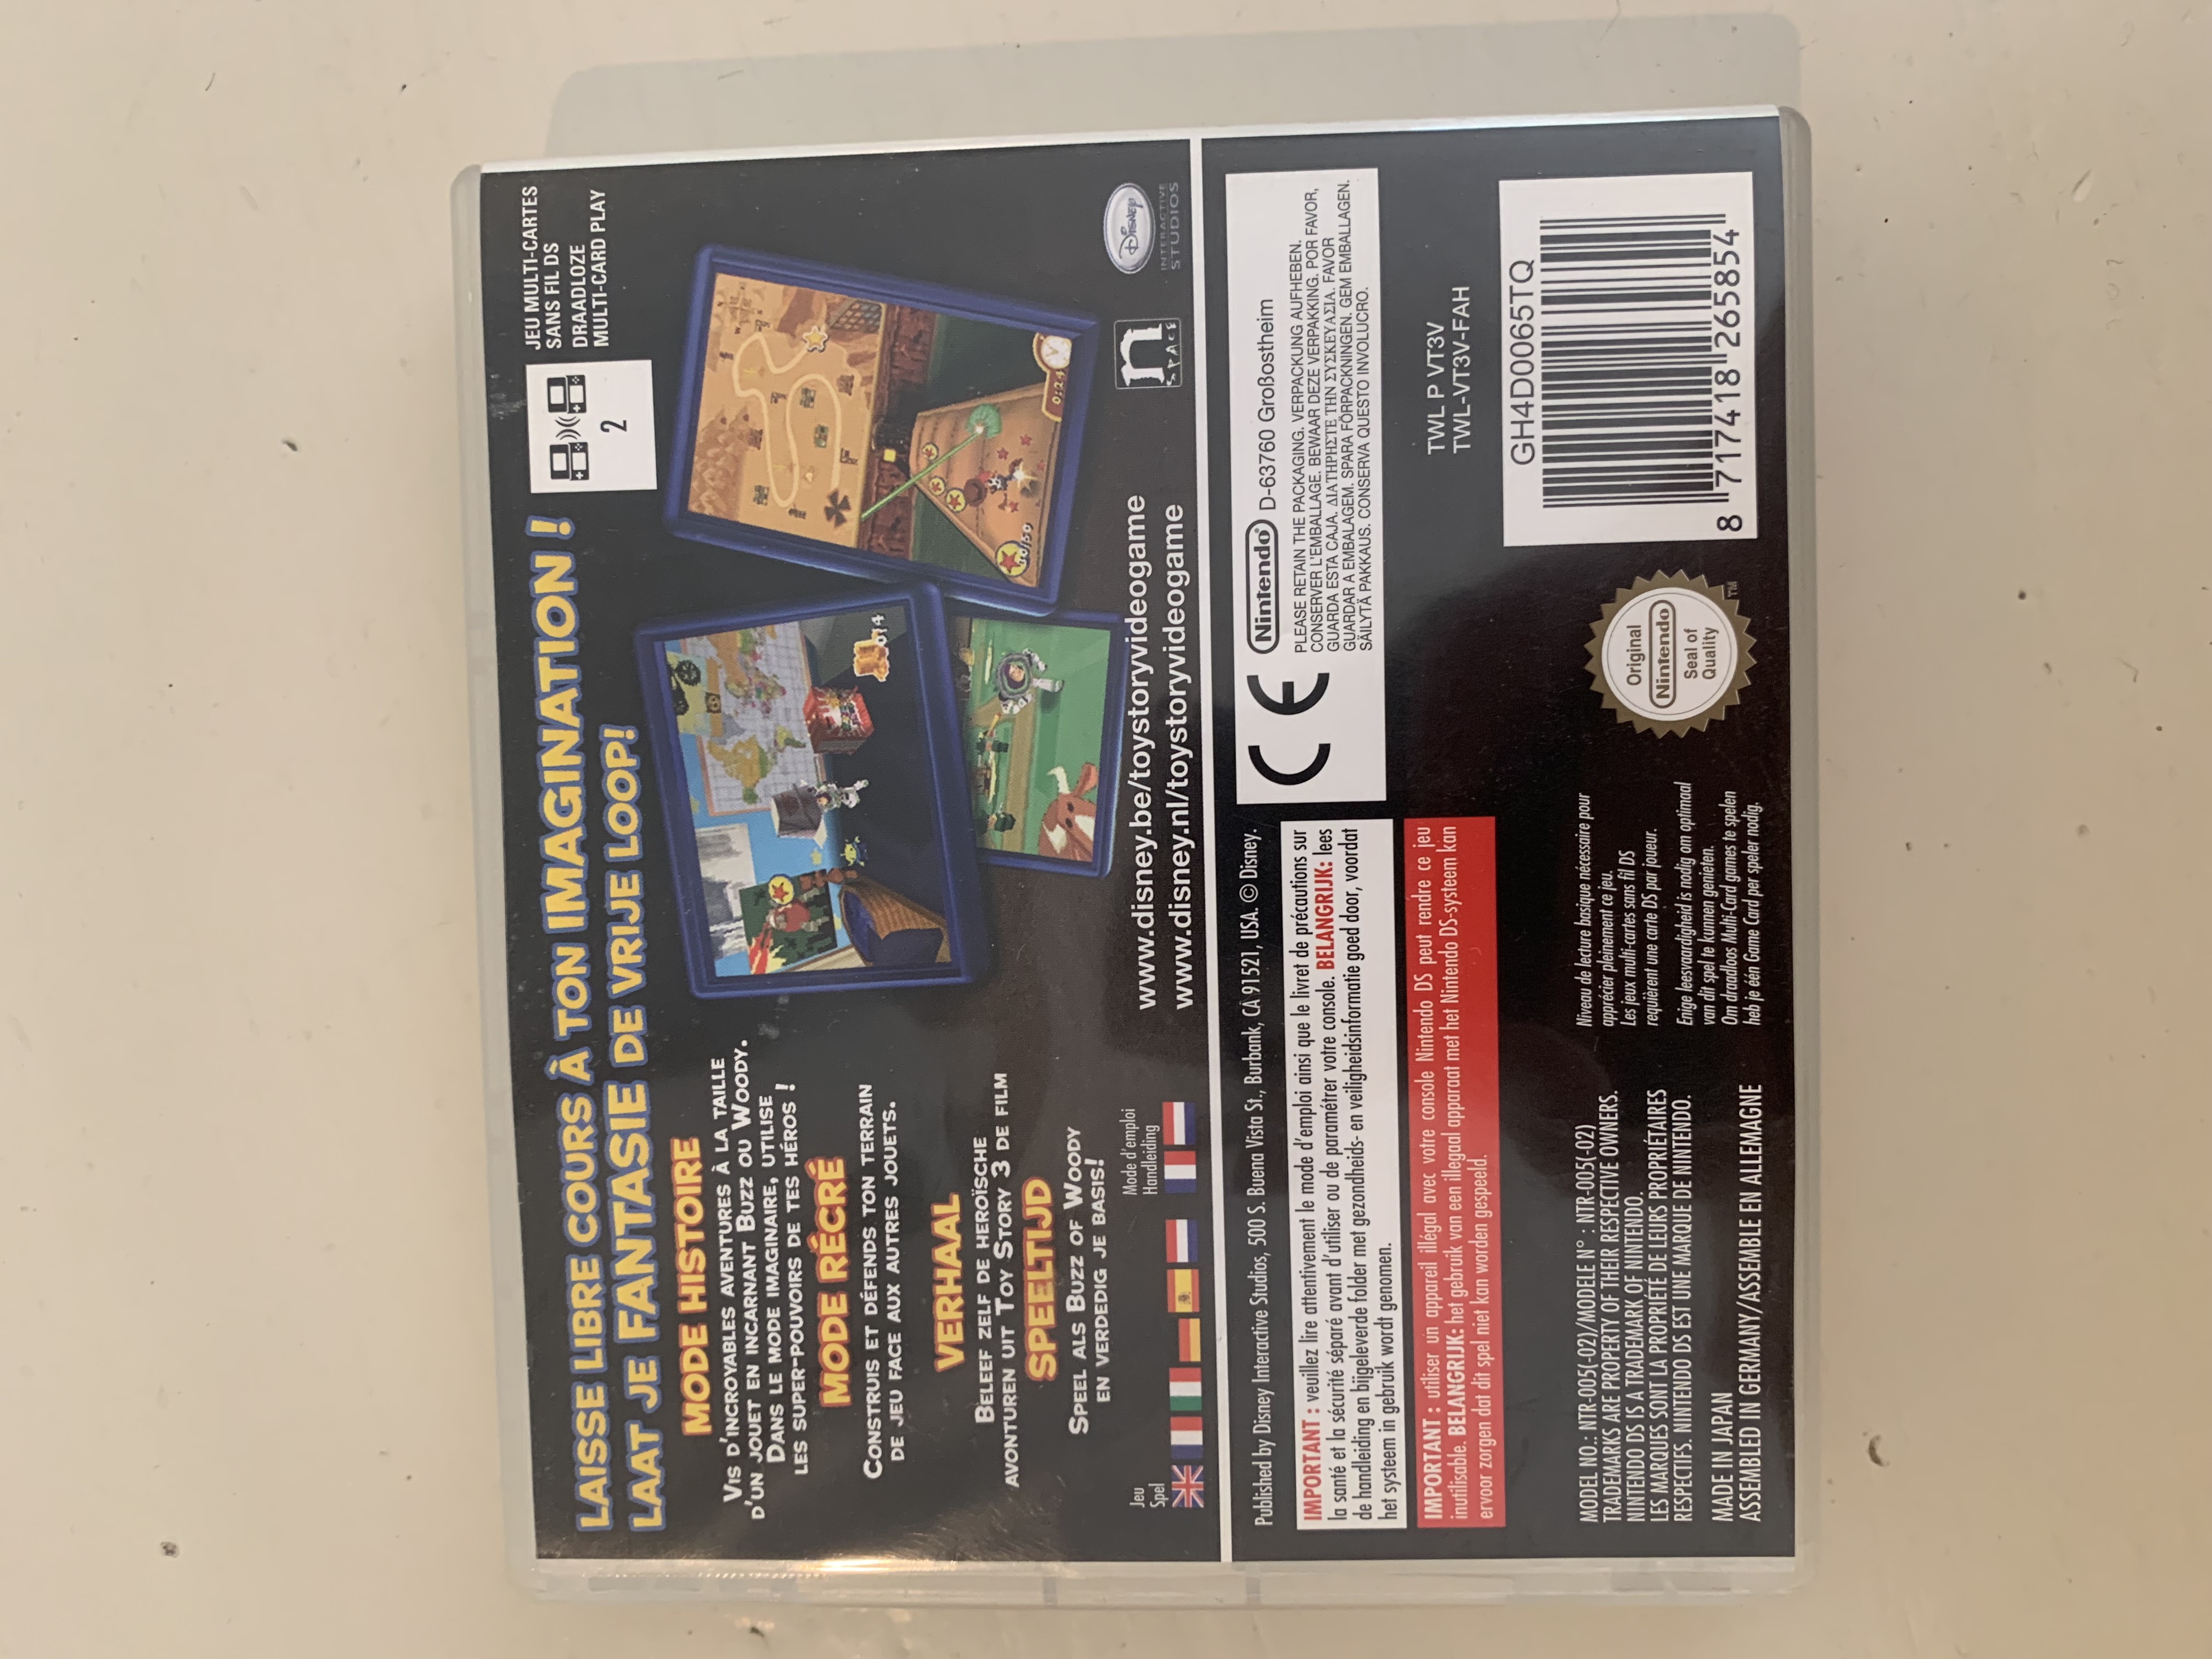 LAISSE LIBRE COURS À TON IMAGINATION !
LAAT JE FANTASIE DE VRIJE LOOP!
2
JEU MULTI-CARTES
SANS FIL DS
DRAADLOZE
MULTI-CARD PLAY
MODE HISTOIRE
VIS D'INCROYABLES AVENTURES À LA TAILLE
D'UN JOUET EN INCARNANT BUZZ OU WOODY.
DANS LE MODE IMAGINAIRE, UTILISE
LES SUPER-POUVOIRS DE TES HÉROS !
MODE RÉCRÉ
CONSTRUIS ET DÉFENDS TON TERRAIN
DE JEU FACE AUX AUTRES JOUETS.
VERHAAL
BELEEF ZELF DE HEROÏSCHE
AVONTUREN UIT TOY STORY 3 DE FILM
SPEELTIJD
SPEEL ALS BUZZ OF WOODY
EN VERDEDIG JE BASIS!
0/4
0:24
Jeu
Spel
Mode d'emploi
Handleiding
www.disney.be/toystoryvideogame
www.disney.nl/toystoryvideogame
n
SPACE
Disney
INTERACTIVE
STUDIOS
Published by Disney Interactive Studios, 500 S. Buena Vista St., Burbank, CA 91521, USA. © Disney.
IMPORTANT : veuillez lire attentivement le mode d'emploi ainsi que le livret de précautions sur
la santé et la sécurité séparé avant d'utiliser ou de paramétrer votre console. BELANGRIJK: lees
de handleiding en bijgeleverde folder met gezondheids- en veiligheidsinformatie goed door, voordat
het systeem in gebruik wordt genomen.
IMPORTANT : utiliser un appareil illégal avec votre console Nintendo DS peut rendre ce jeu
inutilisable. BELANGRIJK: het gebruik van een illegaal apparaat met het Nintendo DS-systeem kan
ervoor zorgen dat dit spel niet kan worden gespeeld.
CE
Nintendo® D-63760 Großostheim
PLEASE RETAIN THE PACKAGING. VERPACKUNG AUFHEBEN.
CONSERVER L'EMBALLAGE. BEWAAR DEZE VERPAKKING. POR FAVOR,
GUARDA ESTA CAJA. ΔΙΑΤΗΡΗΣΤΕ ΤΗΝ ΣΥΣΚΕΥΑΣΙΑ. FAVOR
GUARDAR A EMBALAGEM. SPARA FÖRPACKNINGEN. GEM EMBALLAGEN.
SÄILYTÄ PAKKAUS. CONSERVA QUESTO INVOLUCRO.
TWL P VT3V
TWL-VT3V-FAH
GH4D0065TQ
8 717418 265854
MODEL NO.: NTR-005(-02)/MODELE N° : NTR-005(-02)
TRADEMARKS ARE PROPERTY OF THEIR RESPECTIVE OWNERS.
NINTENDO DS IS A TRADEMARK OF NINTENDO.
LES MARQUES SONT LA PROPRIÉTÉ DE LEURS PROPRIÉTAIRES
RESPECTIFS. NINTENDO DS EST UNE MARQUE DE NINTENDO.
MADE IN JAPAN
ASSEMBLED IN GERMANY/ASSEMBLE EN ALLEMAGNE
Niveau de lecture basique nécessaire pour
apprécier pleinement ce jeu.
Les jeux multi-cartes sans fil DS
requièrent une carte DS par joueur.
Enige leesvaardigheid is nodig om optimaal
van dit spel te kunnen genieten.
Om draadloos Multi-Card games te spelen
heb je één Game Card per speler nodig.
Original
Nintendo
Seal of
Quality
TM